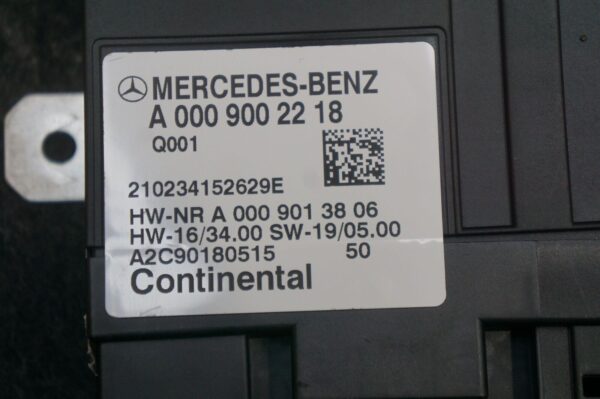 MERCEDES-BENZ
A 000 900 22 18
Q001
210234152629E
HW-NR A 000 901 38 06
HW-16/34.00 SW-19/05.00
A2C90180515 50
Continental